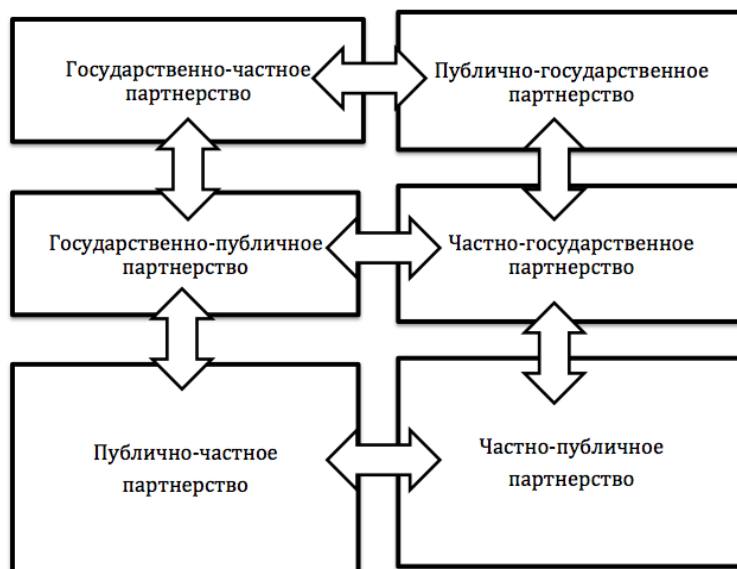 Государственно-частное
партнерство
Публично-государственное
партнерство
Государственно-публичное
партнерство
Частно-государственное
партнерство
Публично-частное
партнерство
Частно-публичное
партнерство